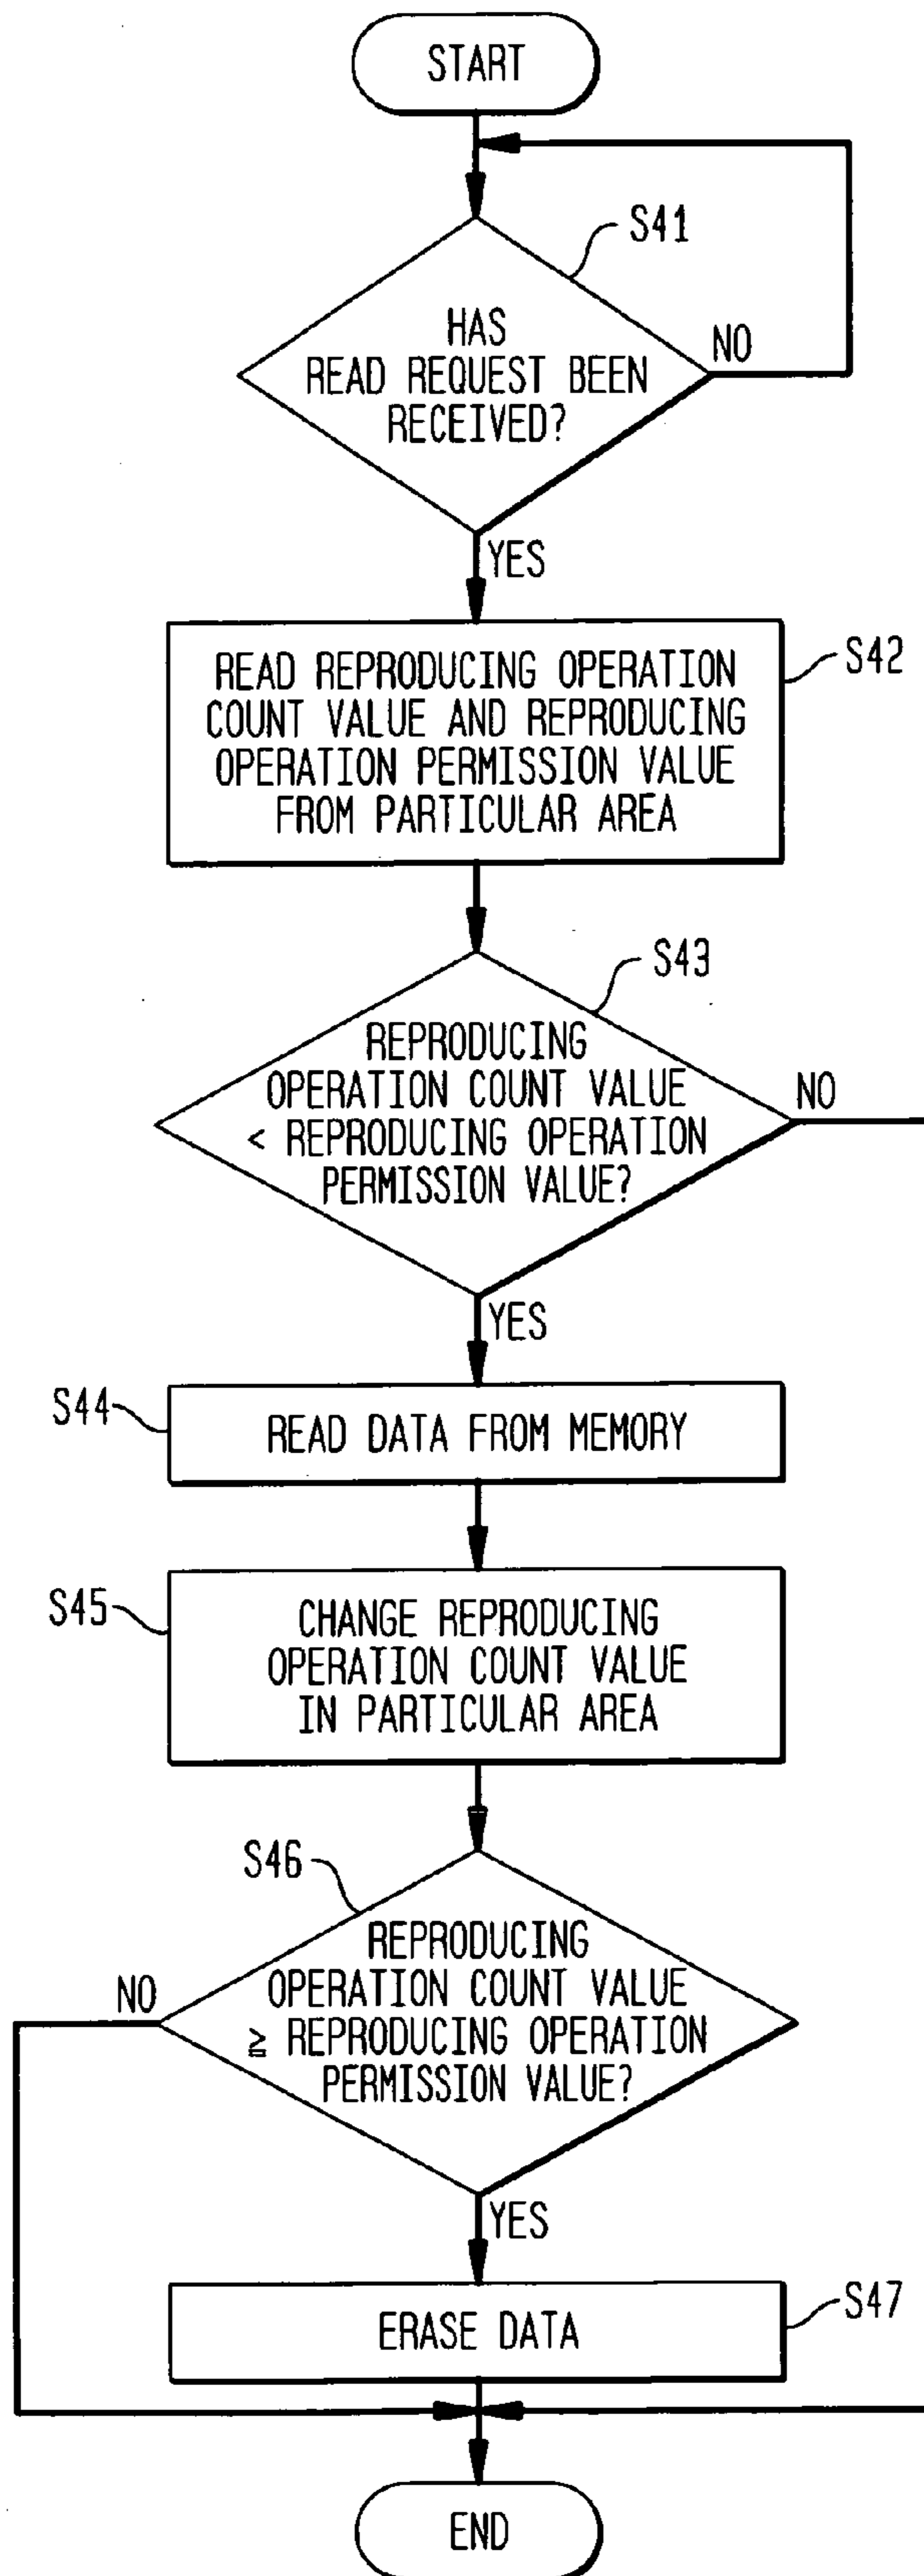 START
S41
HAS
READ REQUEST BEEN
RECEIVED?
NO
YES
S42
READ REPRODUCING OPERATION
COUNT VALUE AND REPRODUCING
OPERATION PERMISSION VALUE
FROM PARTICULAR AREA
S43
REPRODUCING
OPERATION COUNT VALUE
< REPRODUCING OPERATION
PERMISSION VALUE?
NO
YES
S44
READ DATA FROM MEMORY
S45
CHANGE REPRODUCING
OPERATION COUNT VALUE
IN PARTICULAR AREA
S46
REPRODUCING
OPERATION COUNT VALUE
≧ REPRODUCING OPERATION
PERMISSION VALUE?
NO
YES
S47
ERASE DATA
END